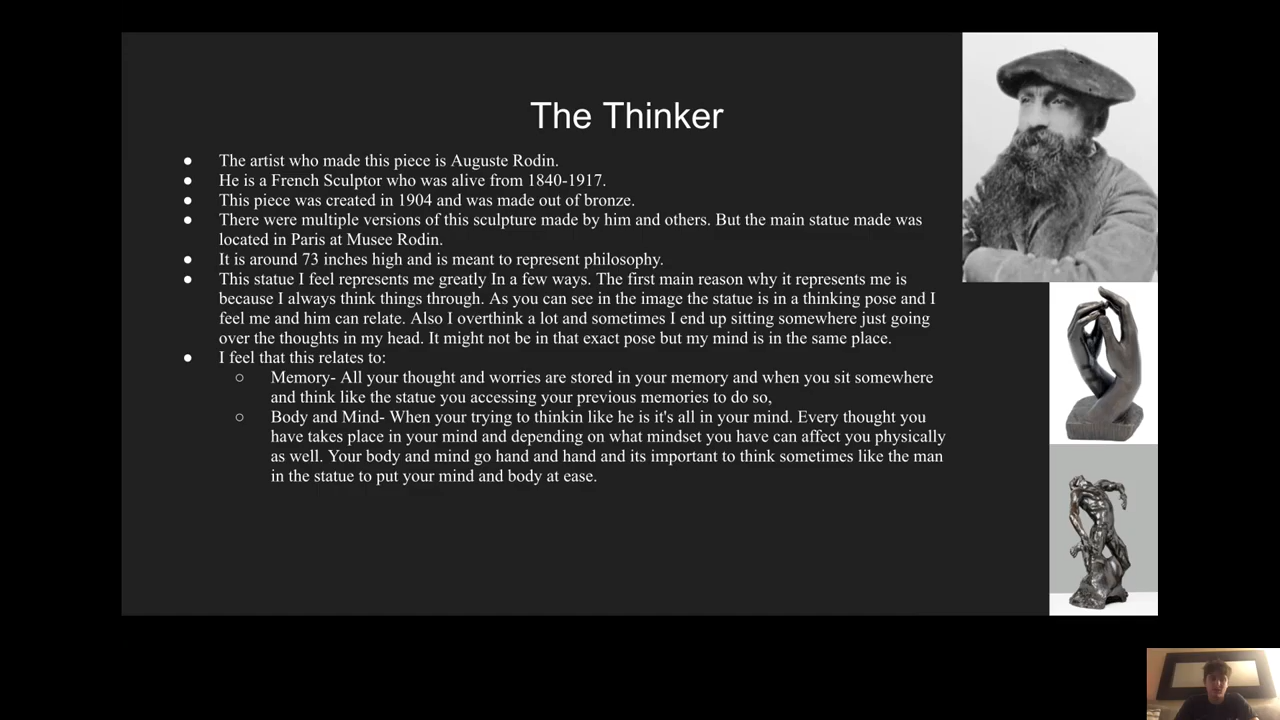 The Thinker
● The artist who made this piece is Auguste Rodin.
● He is a French Sculptor who was alive from 1840-1917.
● This piece was created in 1904 and was made out of bronze.
● There were multiple versions of this sculpture made by him and others. But the main statue made was
located in Paris at Musee Rodin.
● It is around 73 inches high and is meant to represent philosophy.
● This statue I feel represents me greatly In a few ways. The first main reason why it represents me is
because I always think things through. As you can see in the image the statue is in a thinking pose and I
feel me and him can relate. Also I overthink a lot and sometimes I end up sitting somewhere just going
over the thoughts in my head. It might not be in that exact pose but my mind is in the same place.
● I feel that this relates to:
○ Memory- All your thought and worries are stored in your memory and when you sit somewhere
and think like the statue you accessing your previous memories to do so,
○ Body and Mind- When your trying to thinkin like he is it's all in your mind. Every thought you
have takes place in your mind and depending on what mindset you have can affect you physically
as well. Your body and mind go hand and hand and its important to think sometimes like the man
in the statue to put your mind and body at ease.